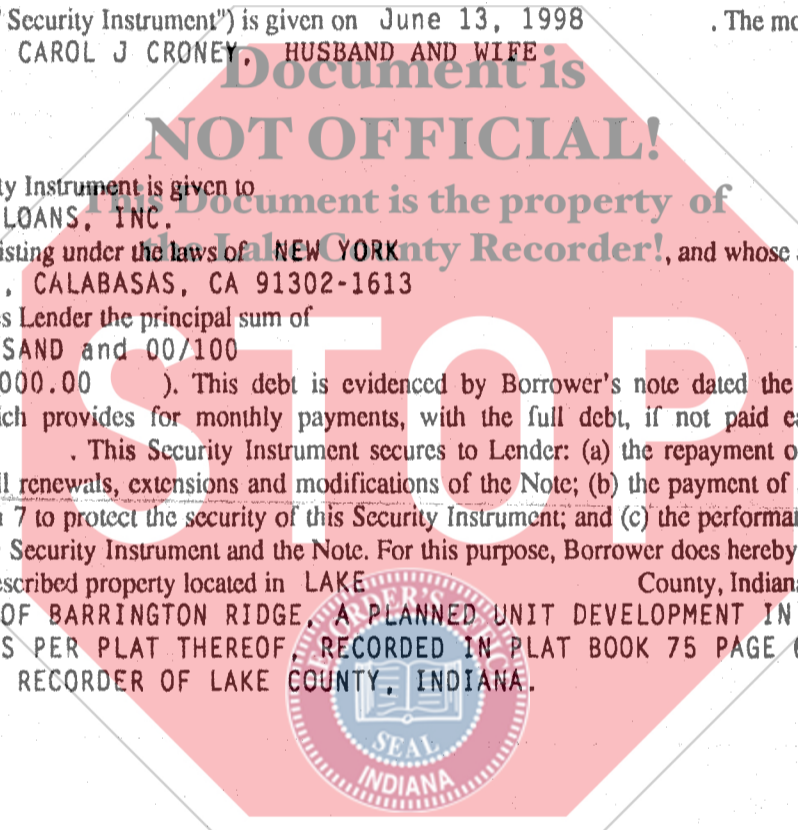 Security Instrument") is given on June 13, 1998 . The mo
CAROL J CRONEY, HUSBAND AND WIFE
Document is
NOT OFFICIAL!
ty Instrument is given to
This Document is the property of
LOANS, INC.
isting under the laws of NEW YORK , and whose
the Lake County Recorder!
, CALABASAS, CA 91302-1613
s Lender the principal sum of
SAND and 00/100
000.00 ). This debt is evidenced by Borrower's note dated the
ich provides for monthly payments, with the full debt, if not paid ea
. This Security Instrument secures to Lender: (a) the repayment o
ll renewals, extensions and modifications of the Note; (b) the payment of
n 7 to protect the security of this Security Instrument; and (c) the performan
Security Instrument and the Note. For this purpose, Borrower does hereby
escribed property located in LAKE County, Indiana
OF BARRINGTON RIDGE, A PLANNED UNIT DEVELOPMENT IN
S PER PLAT THEREOF, RECORDED IN PLAT BOOK 75 PAGE
RECORDER OF LAKE COUNTY, INDIANA.
STOP
SEAL
INDIANA